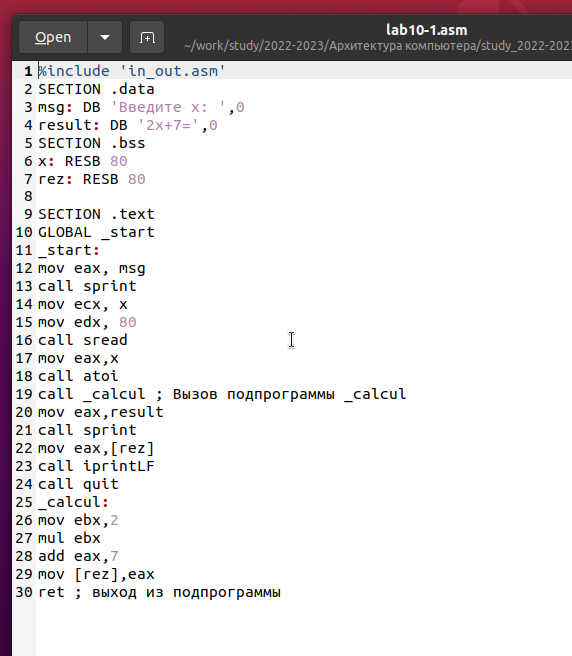 Open
lab10-1.asm
~/work/study/2022-2023/Архитектура компьютера/study_2022-202
1 %include 'in_out.asm'
2 SECTION .data
3 msg: DB 'Введите x: ',0
4 result: DB '2x+7=',0
5 SECTION .bss
6 x: RESB 80
7 rez: RESB 80
8
9 SECTION .text
10 GLOBAL _start
11 _start:
12 mov eax, msg
13 call sprint
14 mov ecx, x
15 mov edx, 80
16 call sread
17 mov eax,x
18 call atoi
19 call _calcul ; Вызов подпрограммы _calcul
20 mov eax,result
21 call sprint
22 mov eax,[rez]
23 call iprintLF
24 call quit
25 _calcul:
26 mov ebx,2
27 mul ebx
28 add eax,7
29 mov [rez],eax
30 ret ; выход из подпрограммы